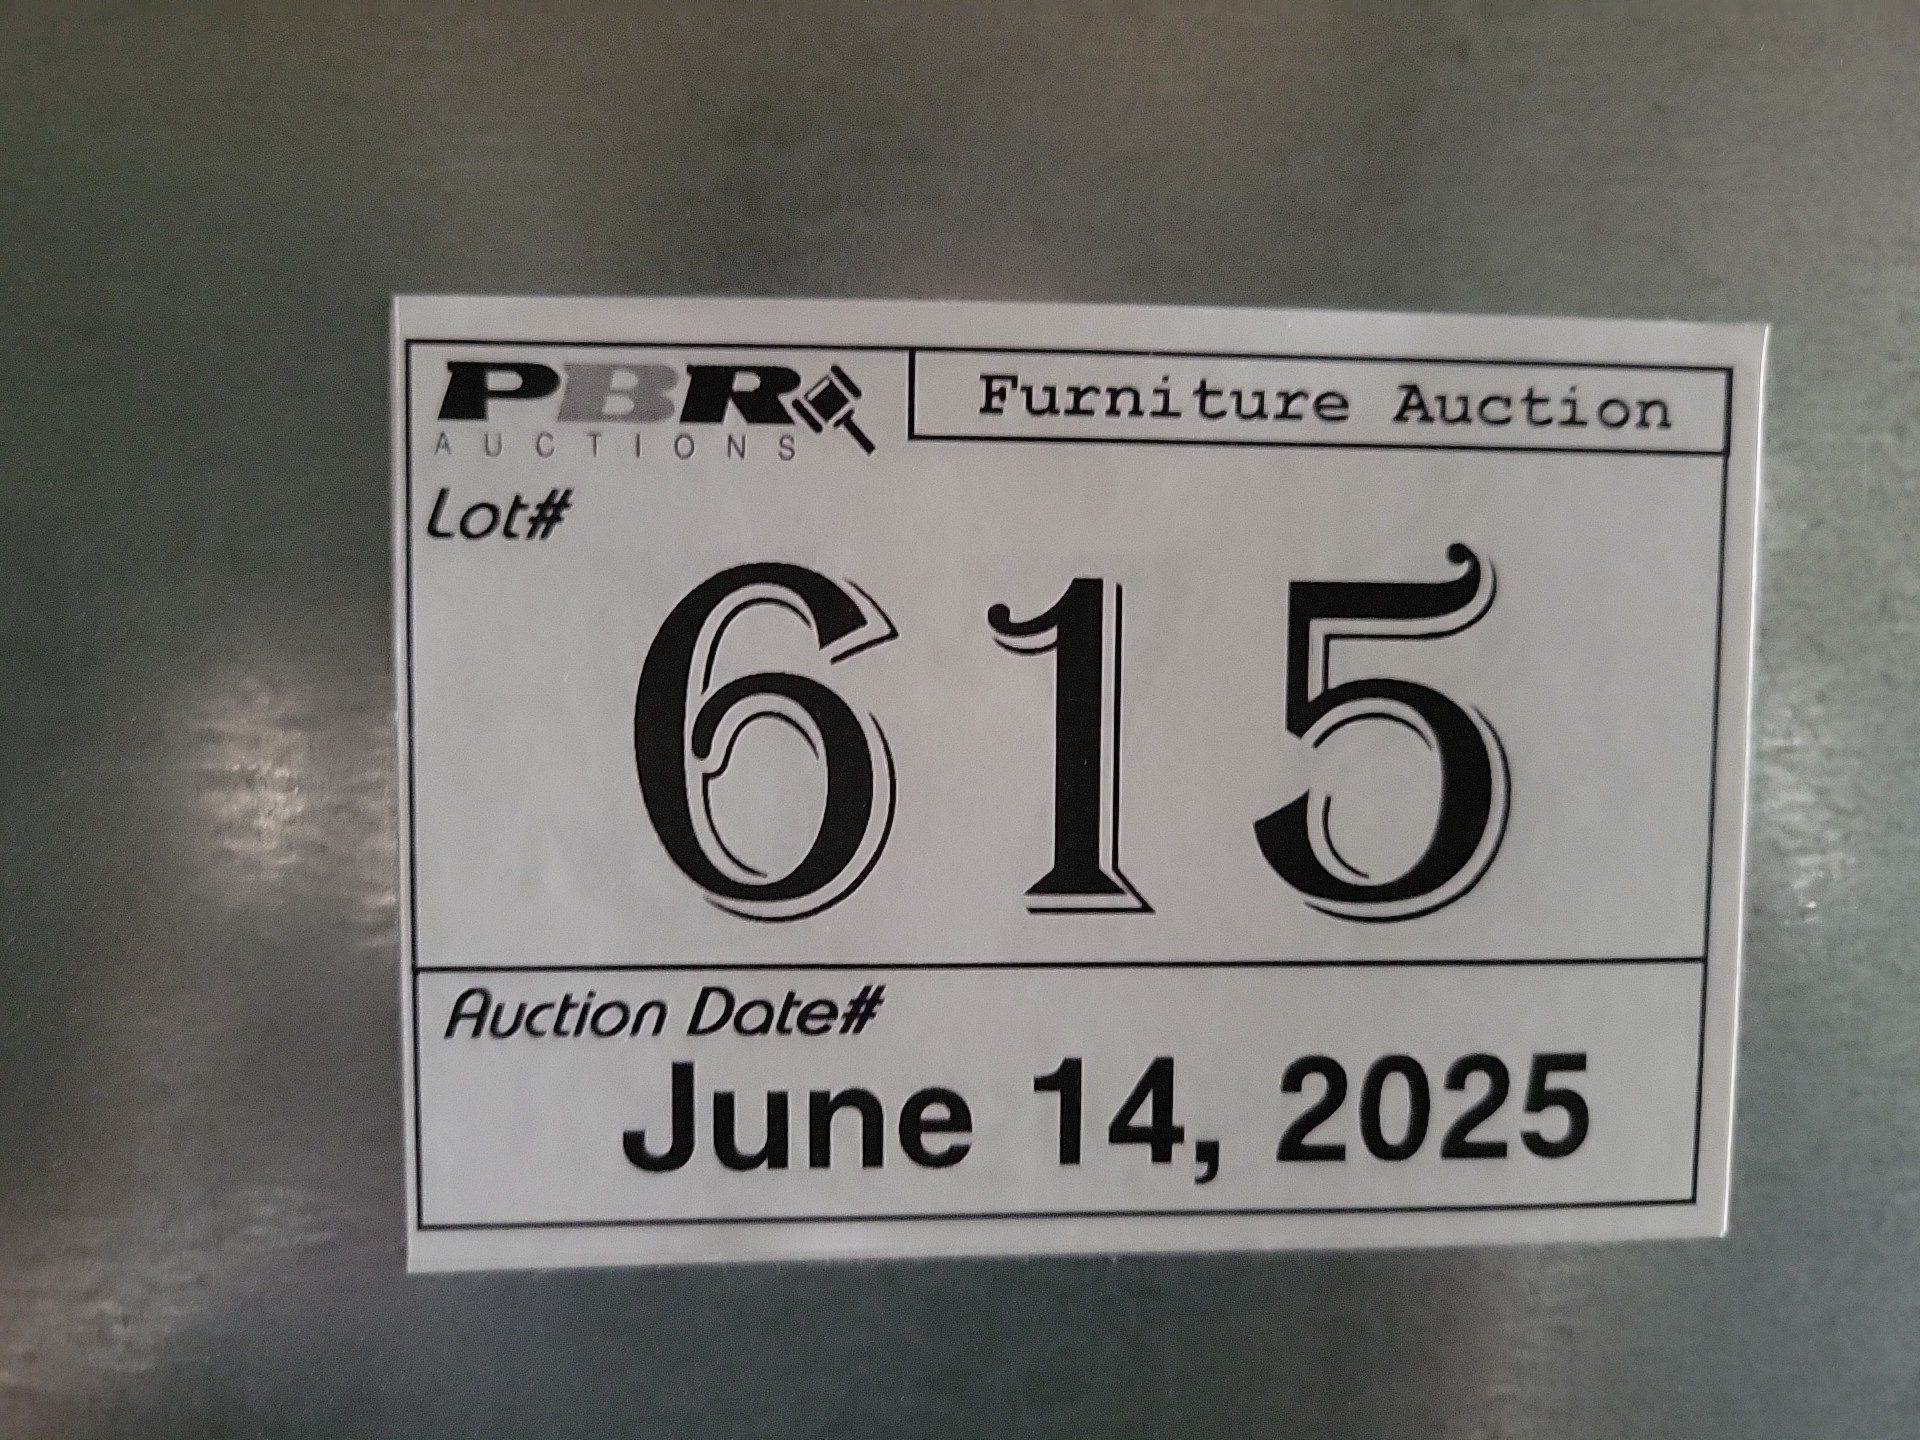 PBR
AUCTIONS
Furniture Auction
Lot#
615
Auction Date#
June 14, 2025